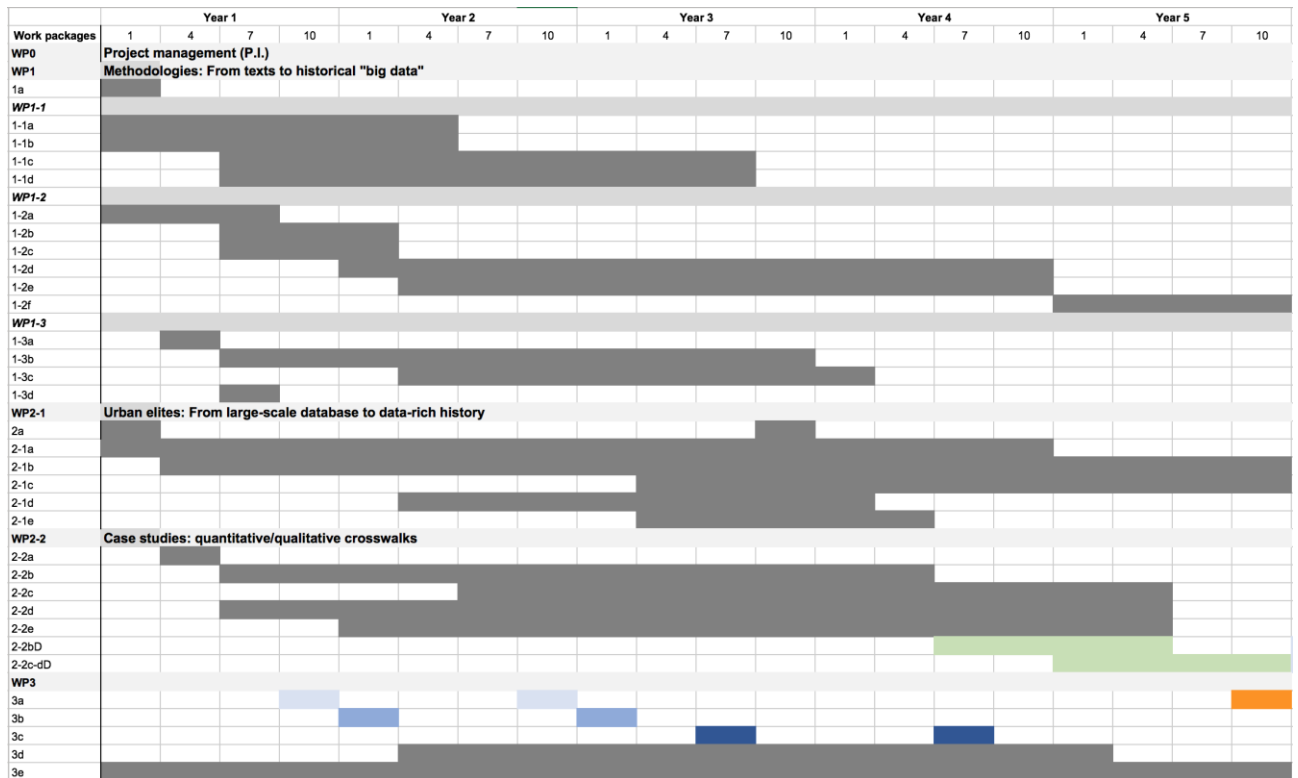 Year 1 Year 2 Year 3 Year 4 Year 5
Work packages 1 4 7 10 1 4 7 10 1 4 7 10 1 4 7 10 1 4 7 10
WP0 Project management (P.I.)
WP1 Methodologies: From texts to historical "big data"
1a
WP1-1
1-1a
1-1b
1-1c
1-1d
WP1-2
1-2a
1-2b
1-2c
1-2d
1-2e
1-2f
WP1-3
1-3a
1-3b
1-3c
1-3d
WP2-1 Urban elites: From large-scale database to data-rich history
2a
2-1a
2-1b
2-1c
2-1d
2-1e
WP2-2 Case studies: quantitative/qualitative crosswalks
2-2a
2-2b
2-2c
2-2d
2-2e
2-2bD
2-2c-dD
WP3
3a
3b
3c
3d
3e